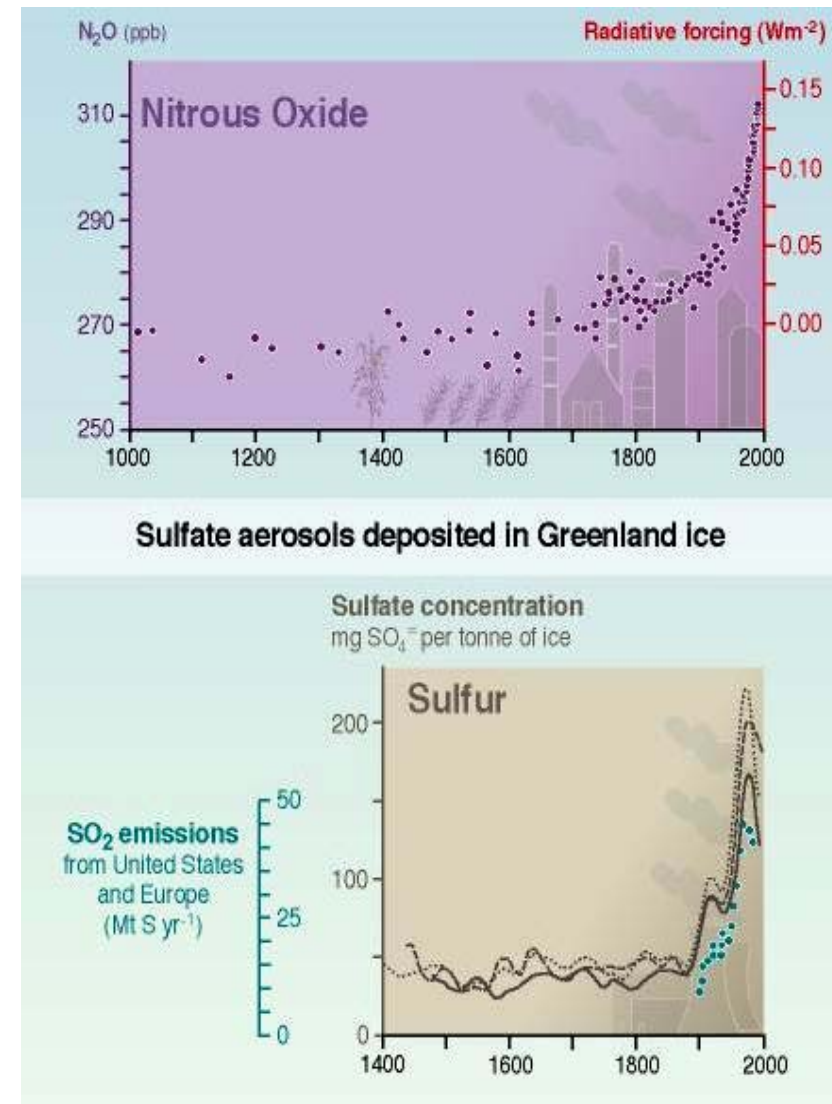 N₂O (ppb)
Radiative forcing (Wm⁻²)
Nitrous Oxide
310
290
270
250
0.15
0.10
0.05
0.00
1000 1200 1400 1600 1800 2000
Sulfate aerosols deposited in Greenland ice
Sulfate concentration
mg SO₄⁼ per tonne of ice
Sulfur
200
100
0
SO₂ emissions
from United States
and Europe
(Mt S yr⁻¹)
50
25
0
1400 1600 1800 2000